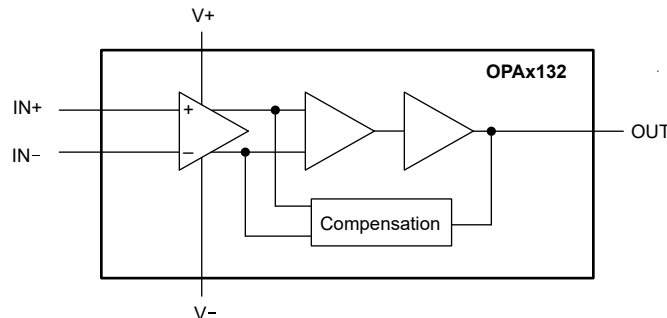 V+
OPAx132
IN+
+
OUT
IN−
−
Compensation
V−